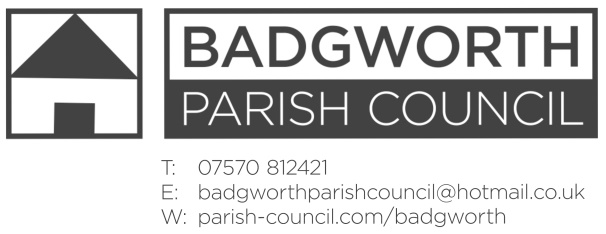 BADGWORTH
PARISH COUNCIL
T: 07570 812421
E: badgworthparishcouncil@hotmail.co.uk
W: parish-council.com/badgworth